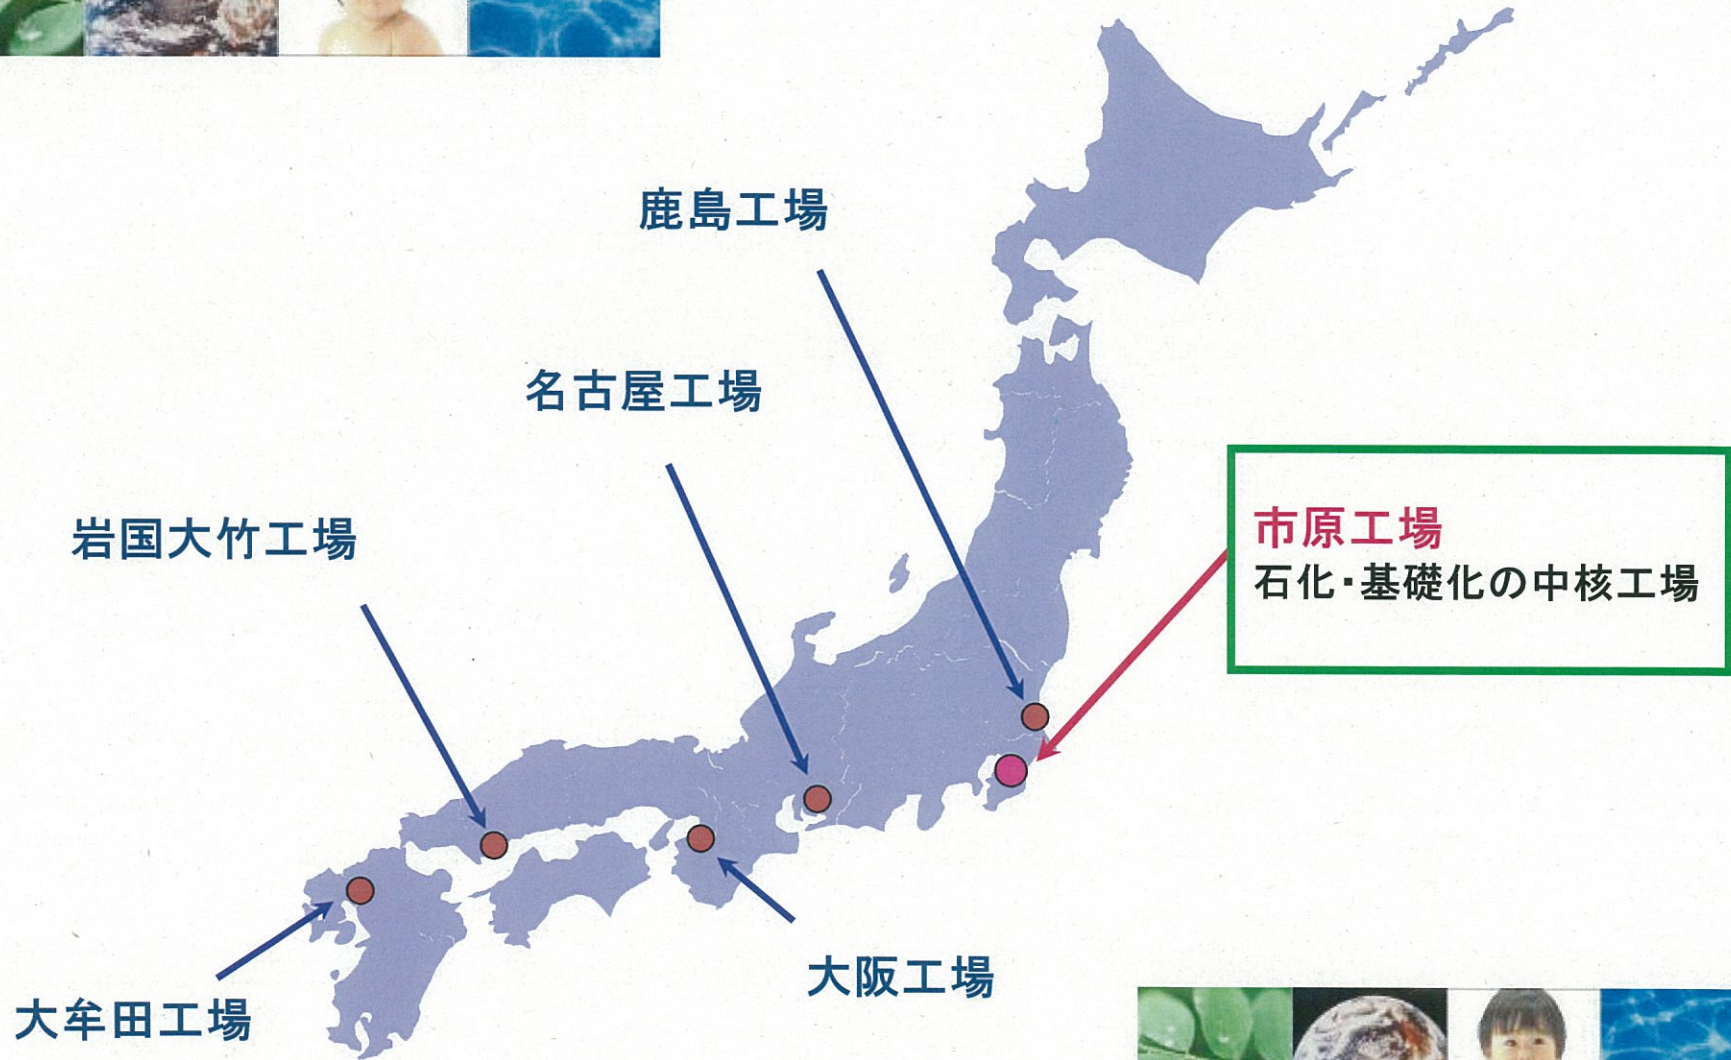 鹿島工場
名古屋工場
岩国大竹工場
市原工場
石化・基礎化の中核工場
大阪工場
大牟田工場